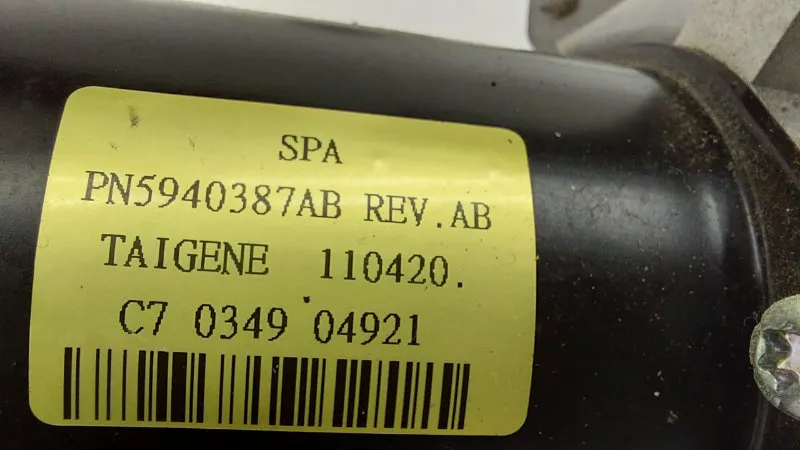 SPA
PN5940387AB REV.AB
TAIGENE 110420.
C7 0349 04921